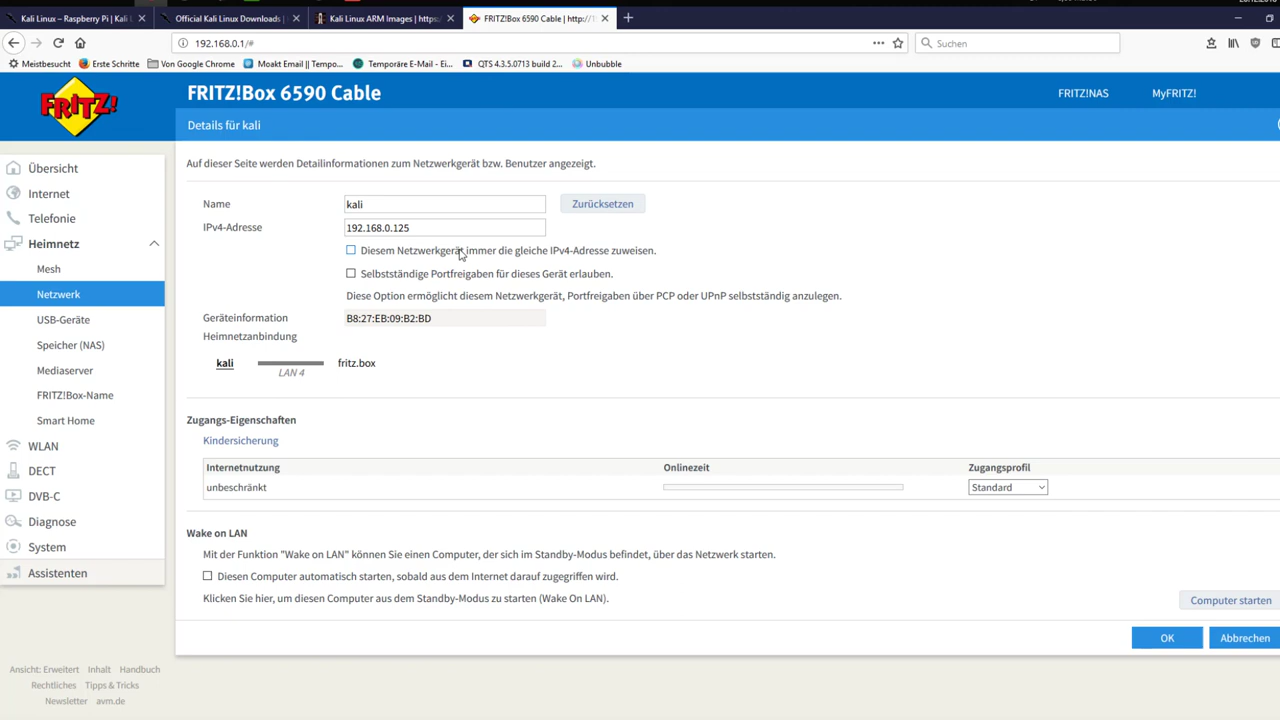 Kali Linux – Raspberry Pi | Kali L
Official Kali Linux Downloads |
Kali Linux ARM Images | https:/
FRITZ!Box 6590 Cable | http://1
192.168.0.1/#
Suchen
Meistbesucht
Erste Schritte
Von Google Chrome
Moakt Email || Tempo...
Temporäre E-Mail - Ei...
QTS 4.3.5.0713 build 2...
Unbubble
FRITZ!
FRITZ!Box 6590 Cable
FRITZ!NAS
MyFRITZ!
Details für kali
Übersicht
Internet
Telefonie
Heimnetz
Mesh
Netzwerk
USB-Geräte
Speicher (NAS)
Mediaserver
FRITZ!Box-Name
Smart Home
WLAN
DECT
DVB-C
Diagnose
System
Assistenten
Ansicht: Erweitert Inhalt Handbuch
Rechtliches Tipps & Tricks
Newsletter avm.de
Auf dieser Seite werden Detailinformationen zum Netzwerkgerät bzw. Benutzer angezeigt.
Name
kali
Zurücksetzen
IPv4-Adresse
192.168.0.125
Diesem Netzwerkgerät immer die gleiche IPv4-Adresse zuweisen.
Selbstständige Portfreigaben für dieses Gerät erlauben.
Diese Option ermöglicht diesem Netzwerkgerät, Portfreigaben über PCP oder UPnP selbstständig anzulegen.
Geräteinformation
B8:27:EB:09:B2:BD
Heimnetzanbindung
kali
LAN 4
fritz.box
Zugangs-Eigenschaften
Kindersicherung
Internetnutzung Onlinezeit Zugangsprofil
unbeschränkt Standard
Wake on LAN
Mit der Funktion "Wake on LAN" können Sie einen Computer, der sich im Standby-Modus befindet, über das Netzwerk starten.
Diesen Computer automatisch starten, sobald aus dem Internet darauf zugegriffen wird.
Klicken Sie hier, um diesen Computer aus dem Standby-Modus zu starten (Wake On LAN).
Computer starten
OK
Abbrechen